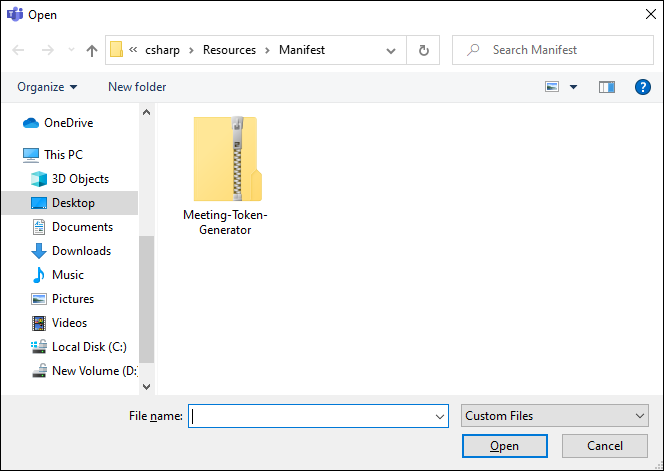 Open
« csharp > Resources > Manifest
Search Manifest
Organize
New folder
OneDrive
This PC
3D Objects
Desktop
Documents
Downloads
Music
Pictures
Videos
Local Disk (C:)
New Volume (D:
Meeting-Token-
Generator
File name:
Custom Files
Open
Cancel